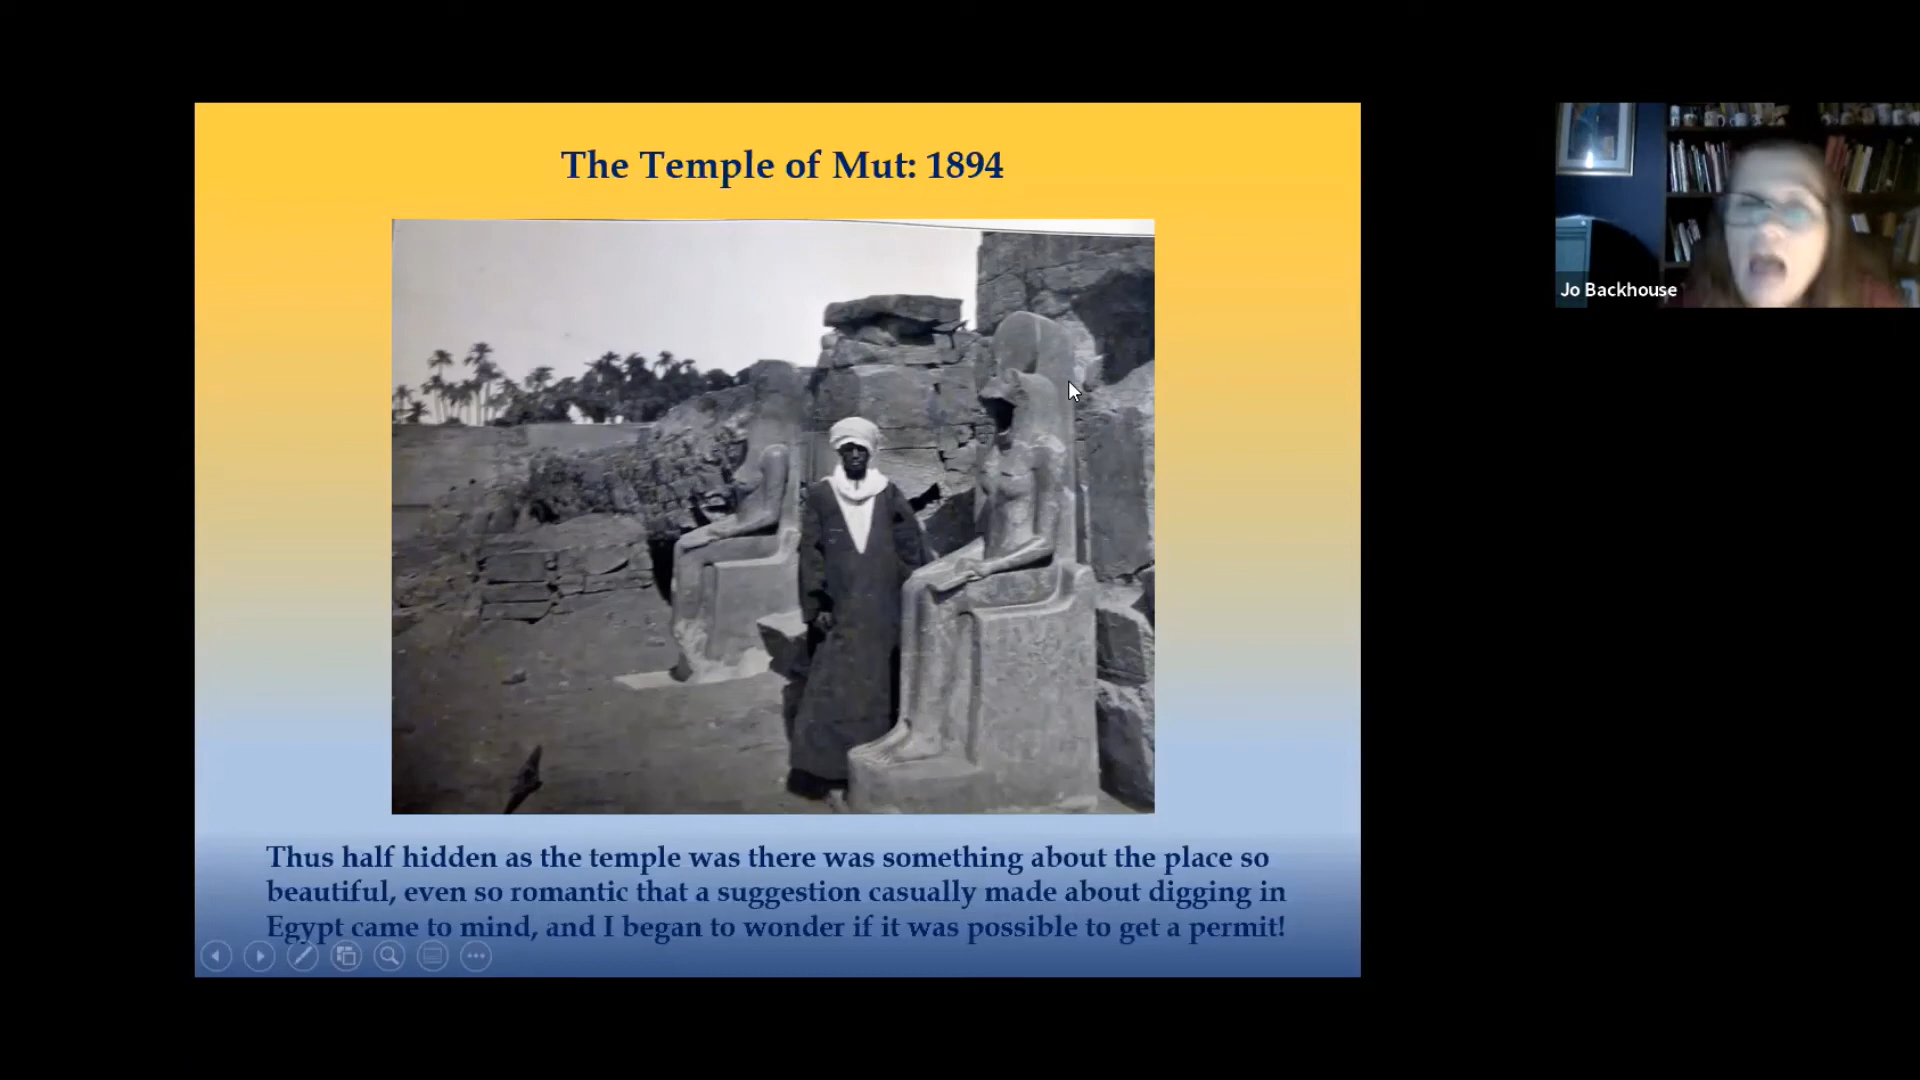 The Temple of Mut: 1894
Jo Backhouse
Thus half hidden as the temple was there was something about the place so
beautiful, even so romantic that a suggestion casually made about digging in
Egypt came to mind, and I began to wonder if it was possible to get a permit!